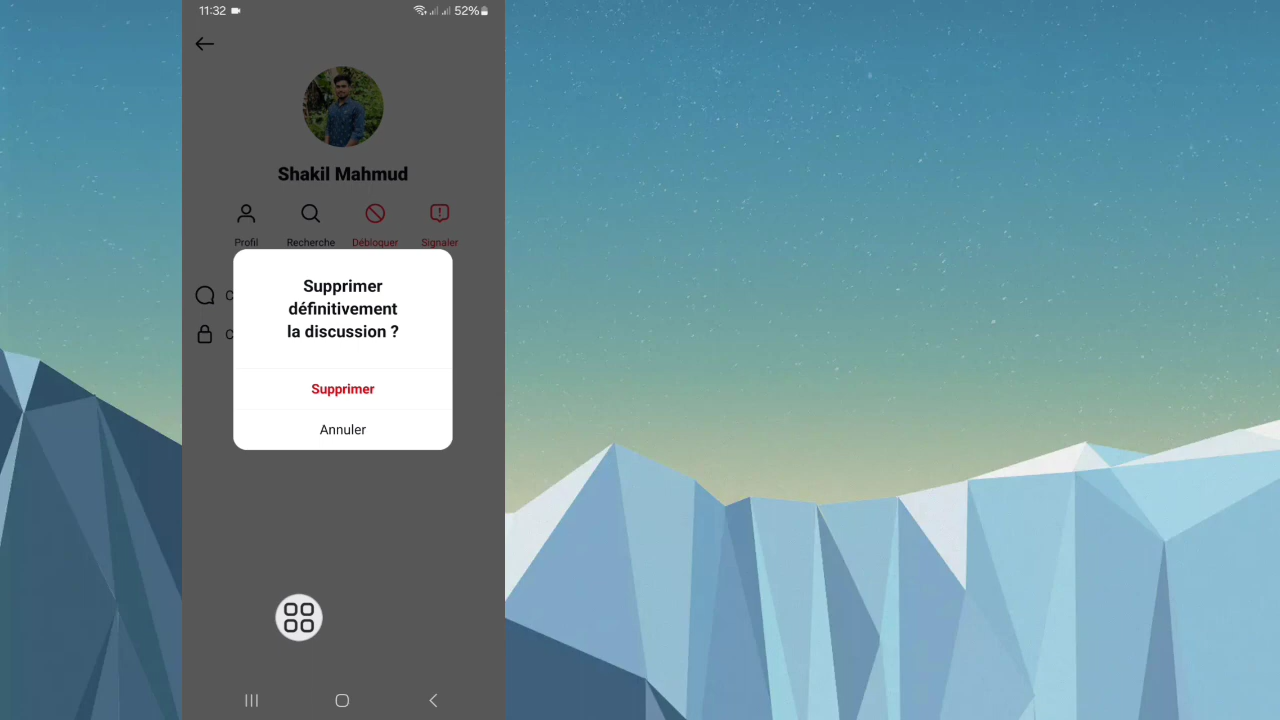 11:32
52%
Shakil Mahmud
Profil Recherche Débloquer Signaler
C
C
Supprimer
définitivement
la discussion ?
Supprimer
Annuler